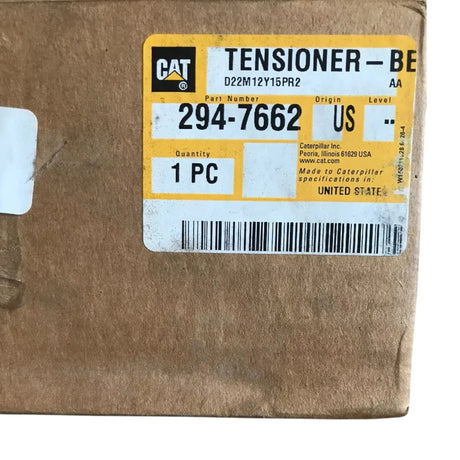 CAT
®
TENSIONER-BE
D22M12Y15PR2 AA
Part Number Origin Level
294-7662 US --
Quantity
1 PC
Caterpillar Inc.
Peoria, Illinois 61629 USA
www.cat.com
Made to Caterpillar
specifications in:
UNITED STATE